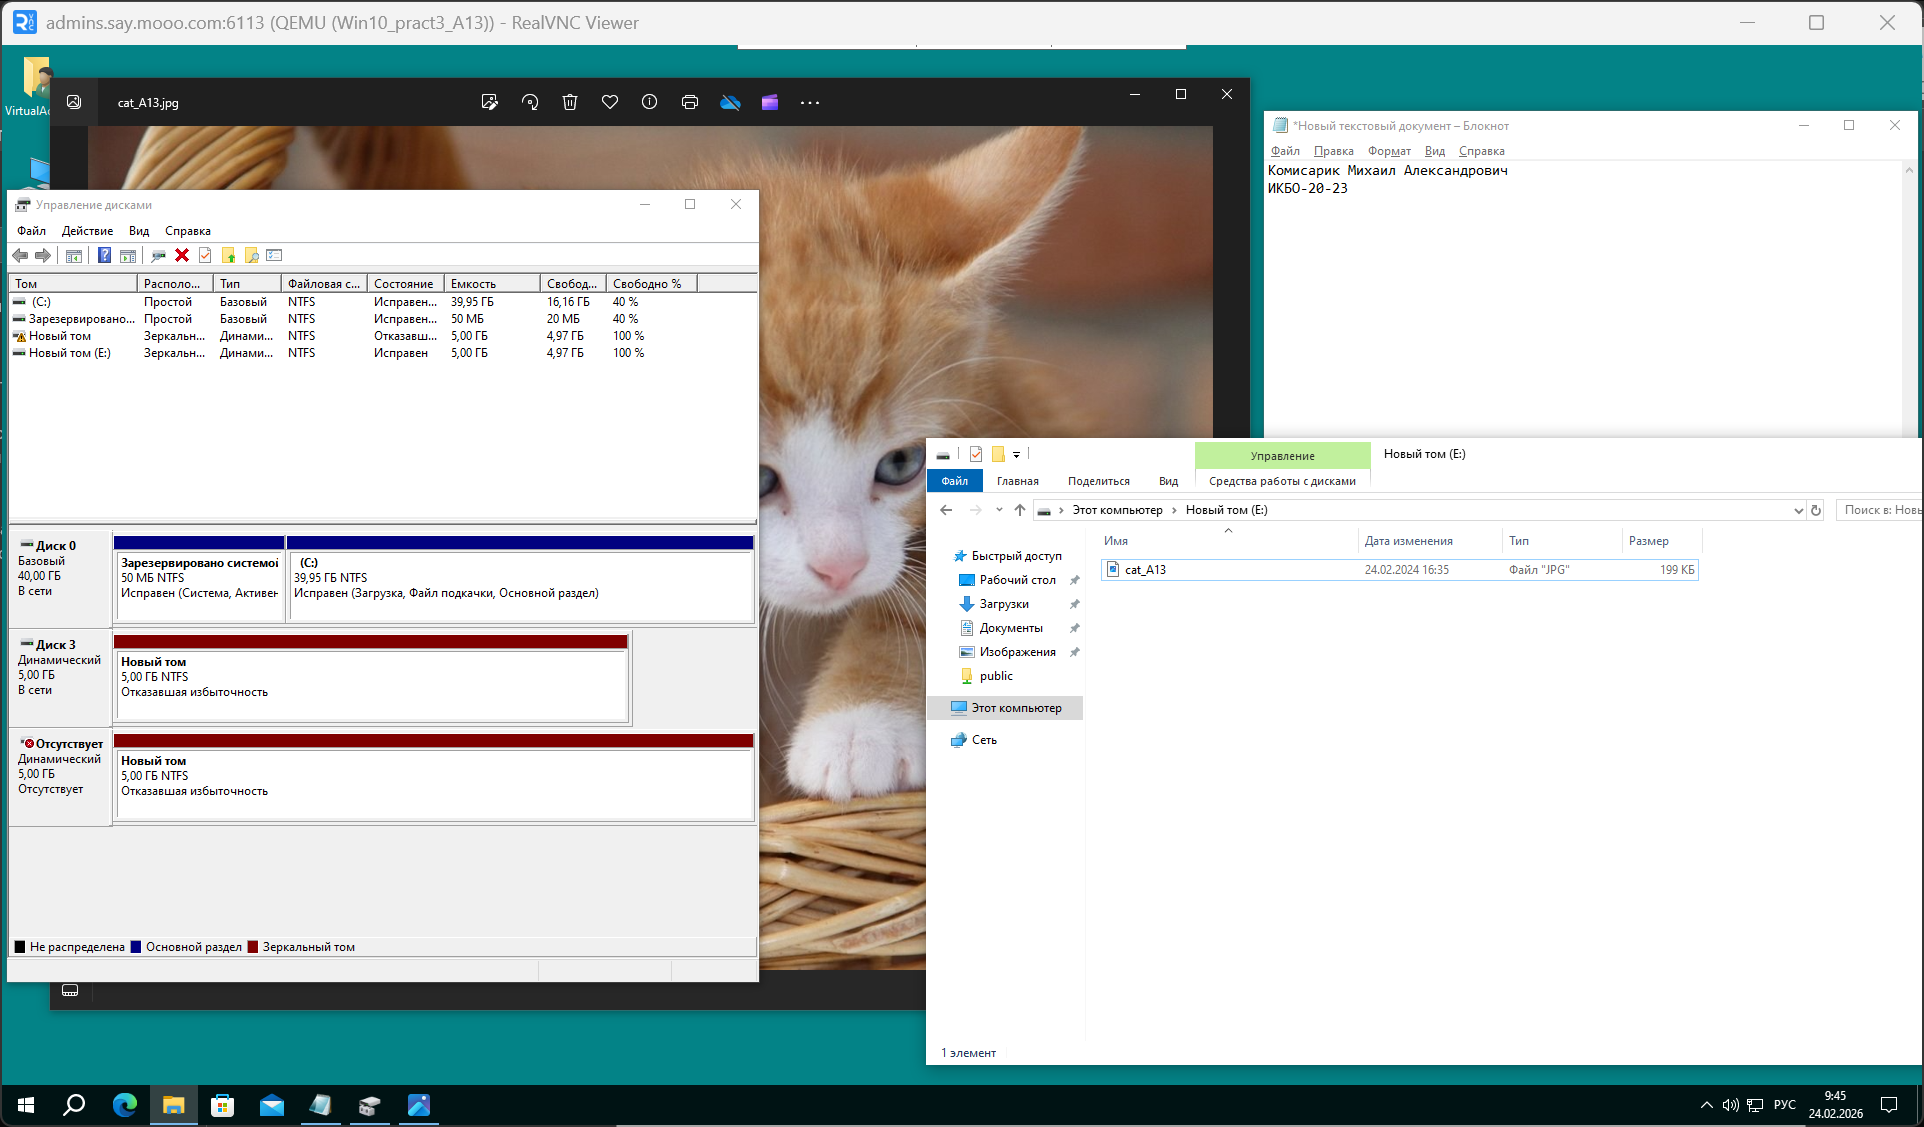 admins.say.mooo.com:6113 (QEMU (Win10_pract3_A13)) - RealVNC Viewer
cat_A13.jpg
*Новый текстовый документ – Блокнот
Файл Правка Формат Вид Справка
Комисарик Михаил Александрович
ИКБО-20-23
Управление дисками
Файл Действие Вид Справка
Том Располо... Тип Файловая с... Состояние Емкость Свобод... Свободно %
(C:) Простой Базовый NTFS Исправен... 39,95 ГБ 16,16 ГБ 40 %
Зарезервировано... Простой Базовый NTFS Исправен... 50 МБ 20 МБ 40 %
Новый том Зеркальн... Динами... NTFS Отказавш... 5,00 ГБ 4,97 ГБ 100 %
Новый том (E:) Зеркальн... Динами... NTFS Исправен 5,00 ГБ 4,97 ГБ 100 %
Диск 0
Базовый
40,00 ГБ
В сети
Зарезервировано системой
50 МБ NTFS
Исправен (Система, Активен
(C:)
39,95 ГБ NTFS
Исправен (Загрузка, Файл подкачки, Основной раздел)
Диск 3
Динамический
5,00 ГБ
В сети
Новый том
5,00 ГБ NTFS
Отказавшая избыточность
Отсутствует
Динамический
5,00 ГБ
Отсутствует
Новый том
5,00 ГБ NTFS
Отказавшая избыточность
Не распределена Основной раздел Зеркальный том
Управление Новый том (E:)
Файл Главная Поделиться Вид Средства работы с дисками
Этот компьютер Новый том (E:) Поиск в: Новы
Имя Дата изменения Тип Размер
cat_A13 24.02.2024 16:35 Файл "JPG" 199 КБ
Быстрый доступ
Рабочий стол
Загрузки
Документы
Изображения
public
Этот компьютер
Сеть
1 элемент
РУС 9:45
24.02.2026